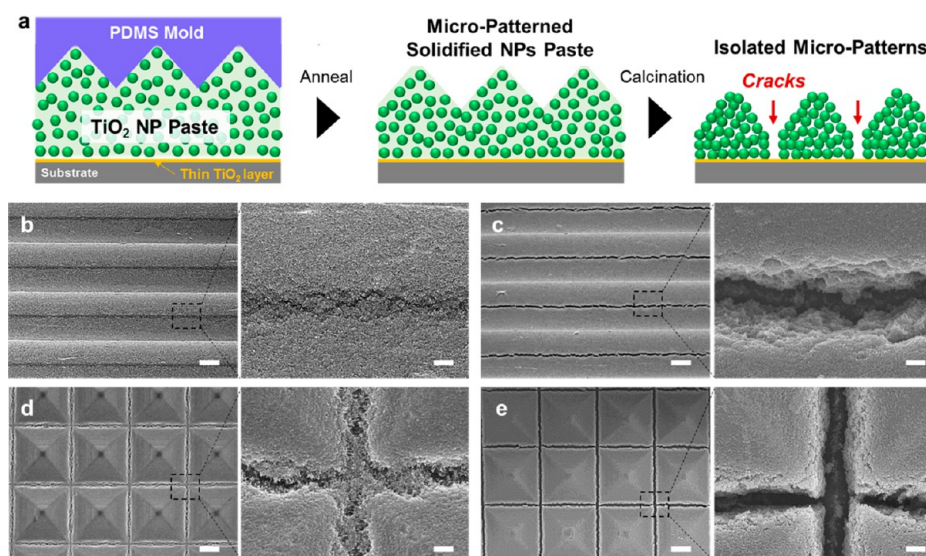 a
PDMS Mold
TiO₂ NP Paste
Substrate
Thin TiO₂ layer
Anneal
Micro-Patterned
Solidified NPs Paste
Calcination
Isolated Micro-Patterns
Cracks
b
c
d
e